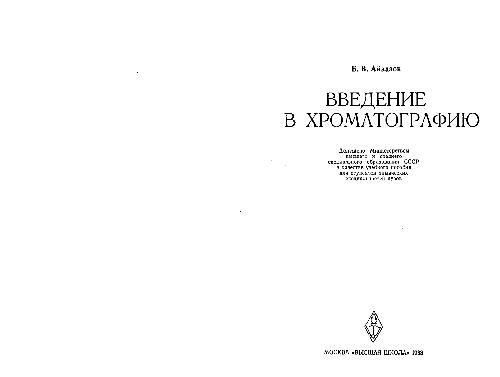 Б. В. Айвазов
ВВЕДЕНИЕ
В ХРОМАТОГРАФИЮ
Допущено Министерством
высшего и среднего
специального образования СССР
в качестве учебного пособия
для студентов химических
специальностей вузов
МОСКВА «ВЫСШАЯ ШКОЛА» 1983